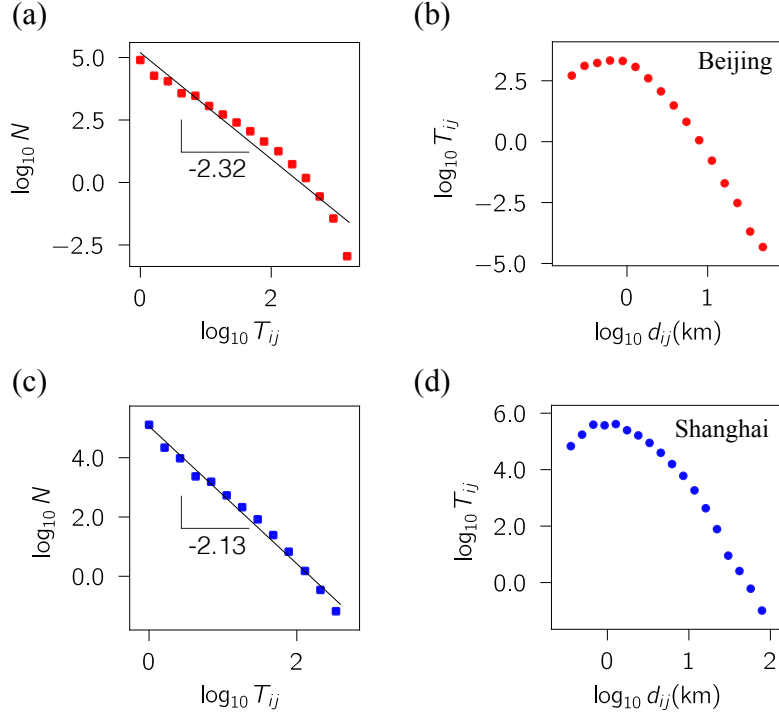 (a)
5.0
2.5
0.0
−2.5
log₁₀ N
-2.32
0
2
log₁₀ Tᵢⱼ
(b)
Beijing
2.5
0.0
−2.5
−5.0
log₁₀ Tᵢⱼ
0
1
log₁₀ dᵢⱼ(km)
(c)
4.0
2.0
0.0
log₁₀ N
-2.13
0
2
log₁₀ Tᵢⱼ
(d)
Shanghai
6.0
4.0
2.0
0.0
log₁₀ Tᵢⱼ
0
1
2
log₁₀ dᵢⱼ(km)